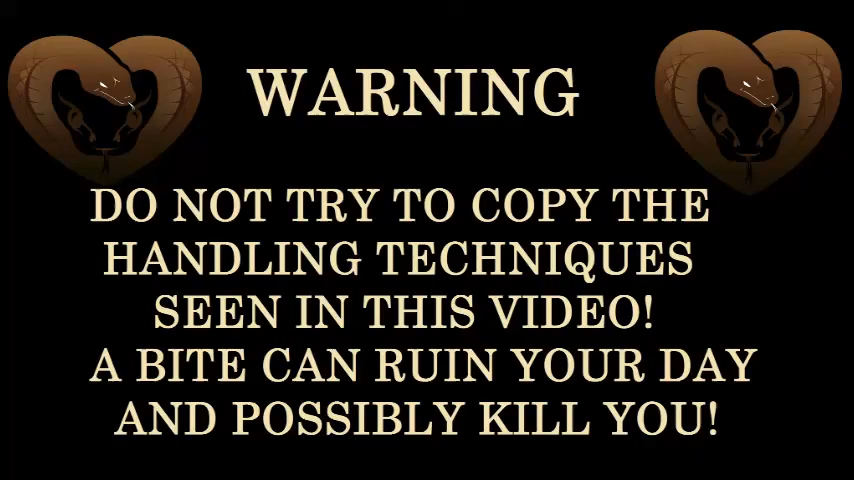 WARNING
DO NOT TRY TO COPY THE
HANDLING TECHNIQUES
SEEN IN THIS VIDEO!
A BITE CAN RUIN YOUR DAY
AND POSSIBLY KILL YOU!